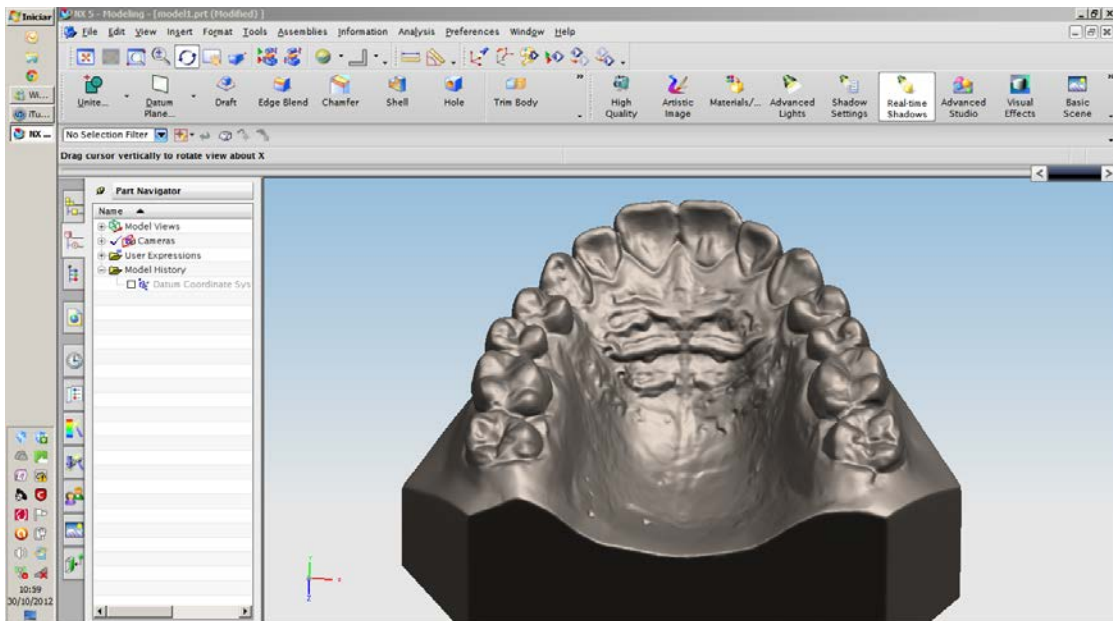 Iniciar
NX 5 - Modeling - [model1.prt (Modified) ]
File Edit View Insert Format Tools Assemblies Information Analysis Preferences Window Help
Unite... Datum Plane... Draft Edge Blend Chamfer Shell Hole Trim Body High Quality Artistic Image Materials/... Advanced Lights Shadow Settings Real-time Shadows Advanced Studio Visual Effects Basic Scene
Wi...
iTu...
NX ...
No Selection Filter
Drag cursor vertically to rotate view about X
Part Navigator
Name
Model Views
Cameras
User Expressions
Model History
Datum Coordinate Sys
10:59
30/10/2012
Y
X
Z